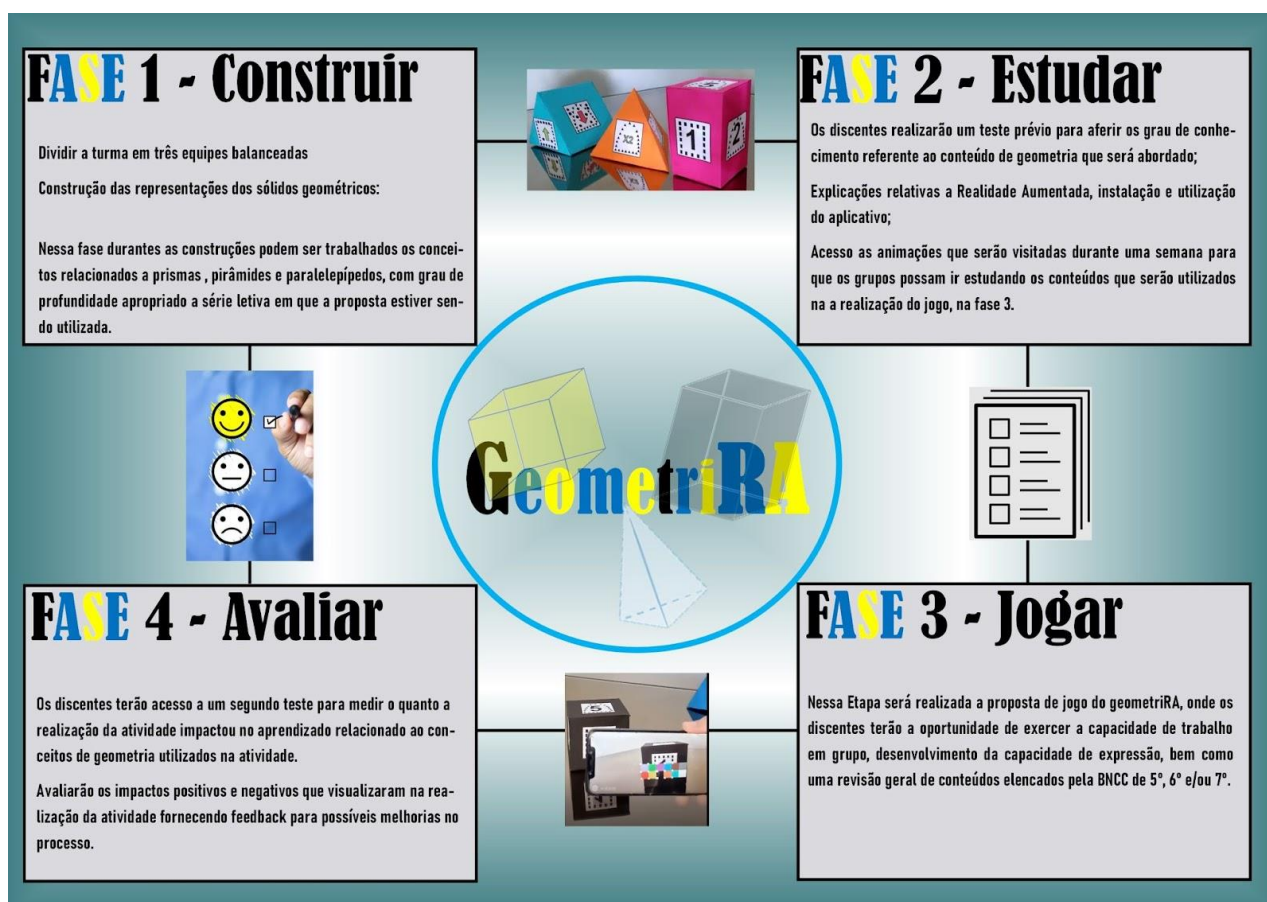 FASE 1 - Construir
Dividir a turma em três equipes balanceadas
Construção das representações dos sólidos geométricos:
Nessa fase durantes as construções podem ser trabalhados os concei-
tos relacionados a prismas , pirâmides e paralelepípedos, com grau de
profundidade apropriado a série letiva em que a proposta estiver sen-
do utilizada.
X2
5
1
2
FASE 2 - Estudar
Os discentes realizarão um teste prévio para aferir os grau de conhe-
cimento referente ao conteúdo de geometria que será abordado;
Explicações relativas a Realidade Aumentada, instalação e utilização
do aplicativo;
Acesso as animações que serão visitadas durante uma semana para
que os grupos possam ir estudando os conteúdos que serão utilizados
na a realização do jogo, na fase 3.
GeometriRA
FASE 4 - Avaliar
Os discentes terão acesso a um segundo teste para medir o quanto a
realização da atividade impactou no aprendizado relacionado ao con-
ceitos de geometria utilizados na atividade.
Avaliarão os impactos positivos e negativos que visualizaram na rea-
lização da atividade fornecendo feedback para possíveis melhorias no
processo.
5
FASE 3 - Jogar
Nessa Etapa será realizada a proposta de jogo do geometriRA, onde os
discentes terão a oportunidade de exercer a capacidade de trabalho
em grupo, desenvolvimento da capacidade de expressão, bem como
uma revisão geral de conteúdos elencados pela BNCC de 5º, 6º e/ou 7º.